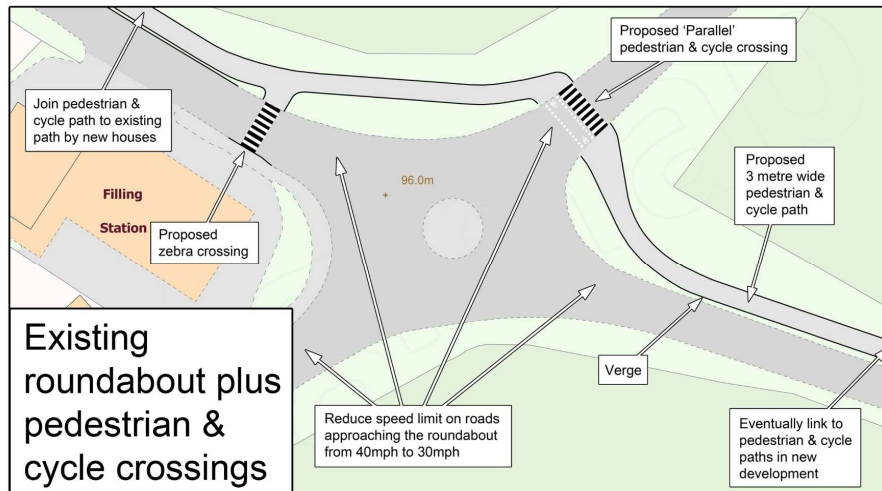 Proposed ‘Parallel’
pedestrian & cycle crossing
Join pedestrian &
cycle path to existing
path by new houses
96.0m
Proposed
3 metre wide
pedestrian &
cycle path
Filling
Station
Proposed
zebra crossing
Existing
roundabout plus
pedestrian &
cycle crossings
Verge
Reduce speed limit on roads
approaching the roundabout
from 40mph to 30mph
Eventually link to
pedestrian & cycle
paths in new
development